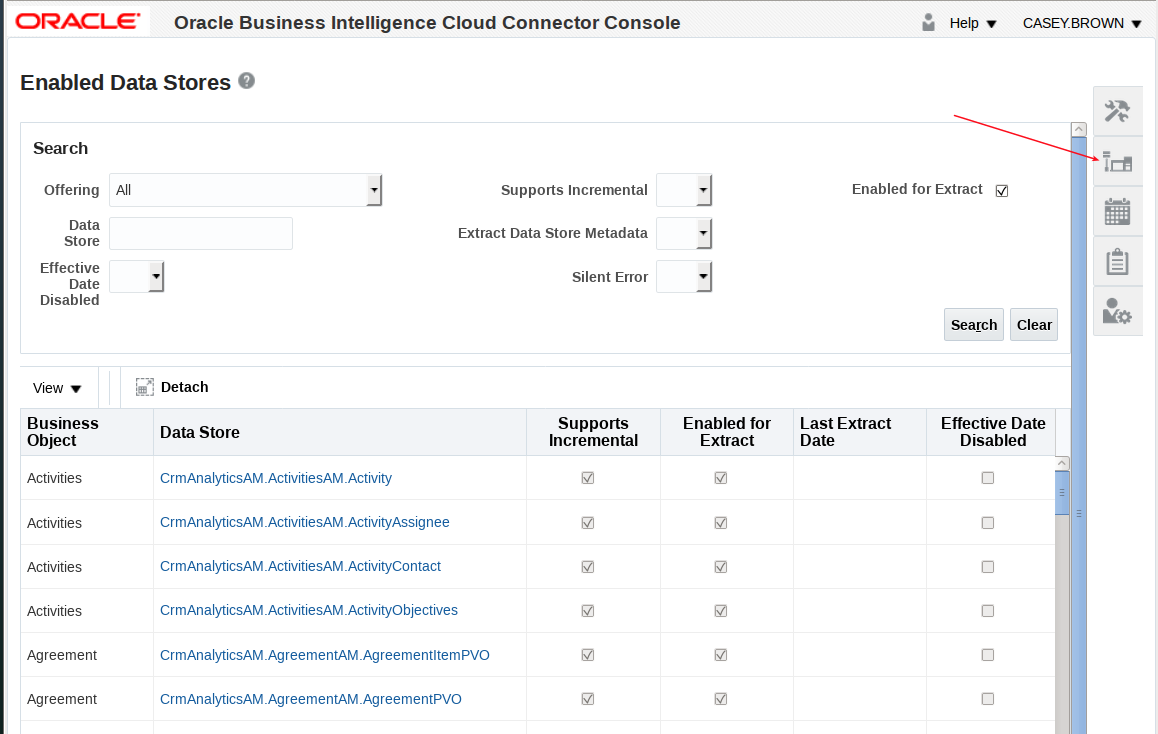 ORACLE Oracle Business Intelligence Cloud Connector Console Help CASEY.BROWN
Enabled Data Stores ?
Search
Offering All Supports Incremental Enabled for Extract
Data
Store
Extract Data Store Metadata
Effective
Date
Disabled
Silent Error
Search Clear
View Detach
Business
Object
Data Store
Supports
Incremental
Enabled for
Extract
Last Extract
Date
Effective Date
Disabled
Activities CrmAnalyticsAM.ActivitiesAM.Activity
Activities CrmAnalyticsAM.ActivitiesAM.ActivityAssignee
Activities CrmAnalyticsAM.ActivitiesAM.ActivityContact
Activities CrmAnalyticsAM.ActivitiesAM.ActivityObjectives
Agreement CrmAnalyticsAM.AgreementAM.AgreementItemPVO
Agreement CrmAnalyticsAM.AgreementAM.AgreementPVO